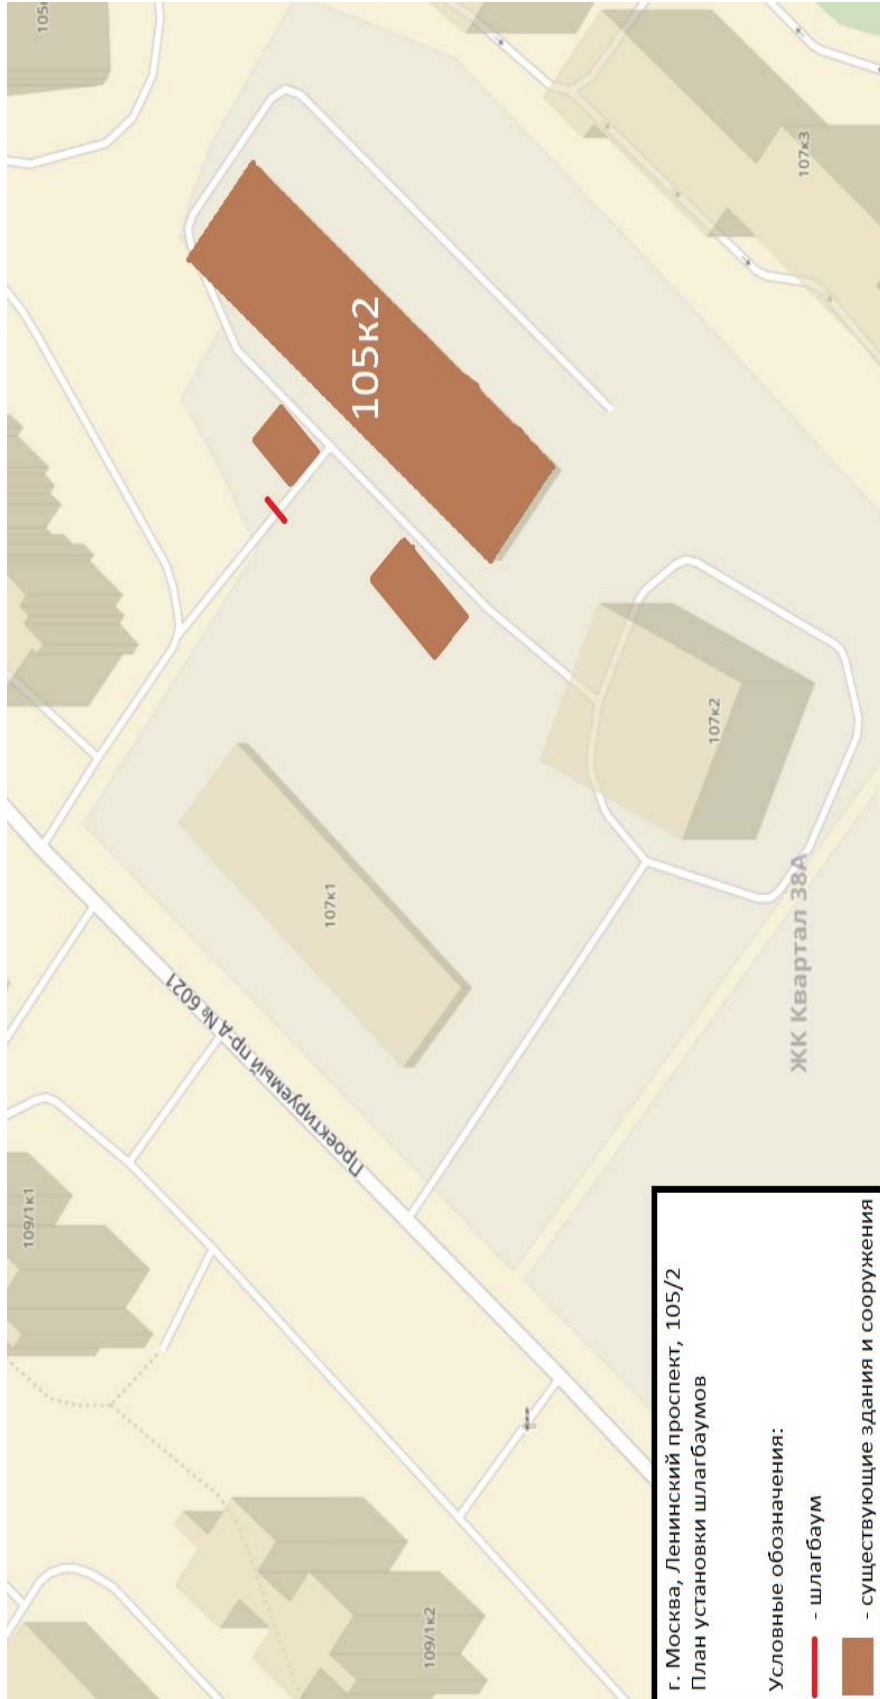 105к2
107к3
107к2
107к1
ЖК Квартал 38А
Проектируемый пр-д № 6021
109/1к1
109/1к2
г. Москва, Ленинский проспект, 105/2
План установки шлагбаумов
Условные обозначения:
- шлагбаум
- существующие здания и сооружения